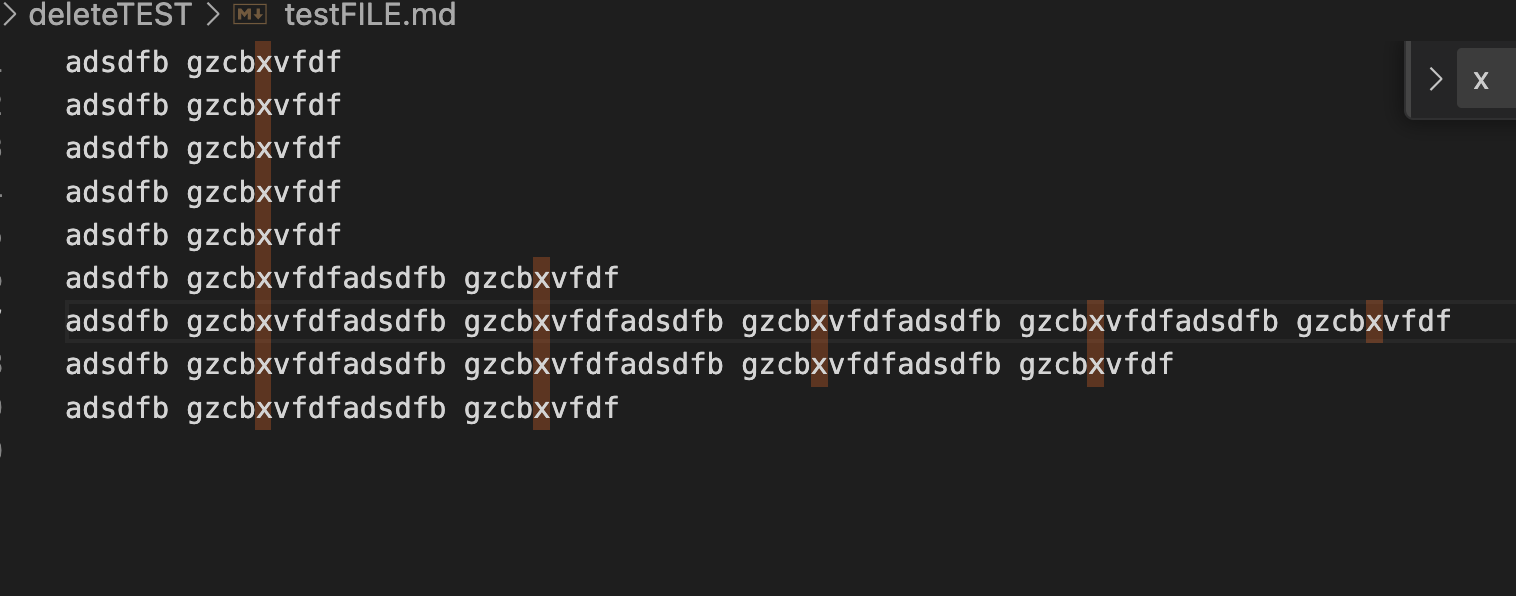 deleteTEST > testFILE.md
x
adsdfb gzcbxvfdf
adsdfb gzcbxvfdf
adsdfb gzcbxvfdf
adsdfb gzcbxvfdf
adsdfb gzcbxvfdf
adsdfb gzcbxvfdfadsdfb gzcbxvfdf
adsdfb gzcbxvfdfadsdfb gzcbxvfdfadsdfb gzcbxvfdfadsdfb gzcbxvfdfadsdfb gzcbxvfdf
adsdfb gzcbxvfdfadsdfb gzcbxvfdfadsdfb gzcbxvfdfadsdfb gzcbxvfdf
adsdfb gzcbxvfdfadsdfb gzcbxvfdf